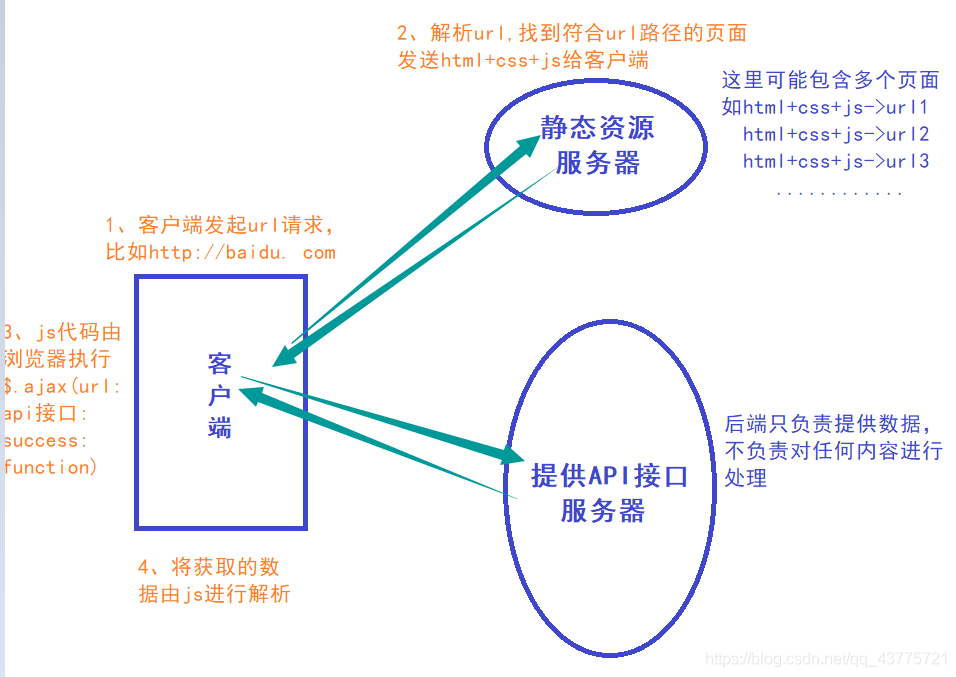 2、解析url,找到符合url路径的页面
发送html+css+js给客户端
这里可能包含多个页面
如html+css+js->url1
html+css+js->url2
html+css+js->url3
............
静态资源
服务器
1、客户端发起url请求,
比如http://baidu. com
3、js代码由
浏览器执行
$.ajax(url:
api接口:
success:
function)
客
户
端
后端只负责提供数据,
不负责对任何内容进行
处理
提供API接口
服务器
4、将获取的数
据由js进行解析
https://blog.csdn.net/qq_43775721